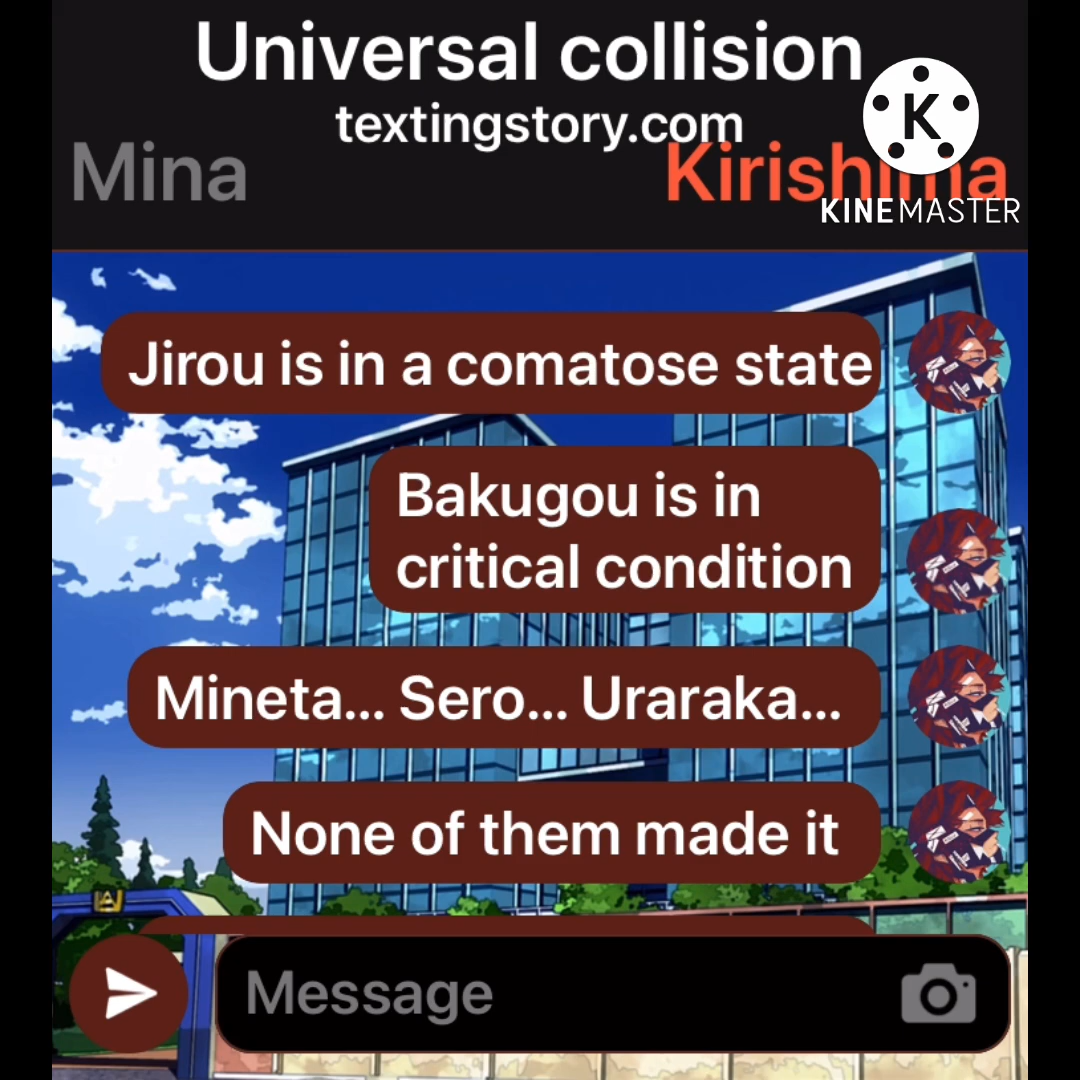 Universal collision
textingstory.com
K
Mina
Kirishima
KINEMASTER
Jirou is in a comatose state
Bakugou is in
critical condition
Mineta... Sero... Uraraka...
None of them made it
Message